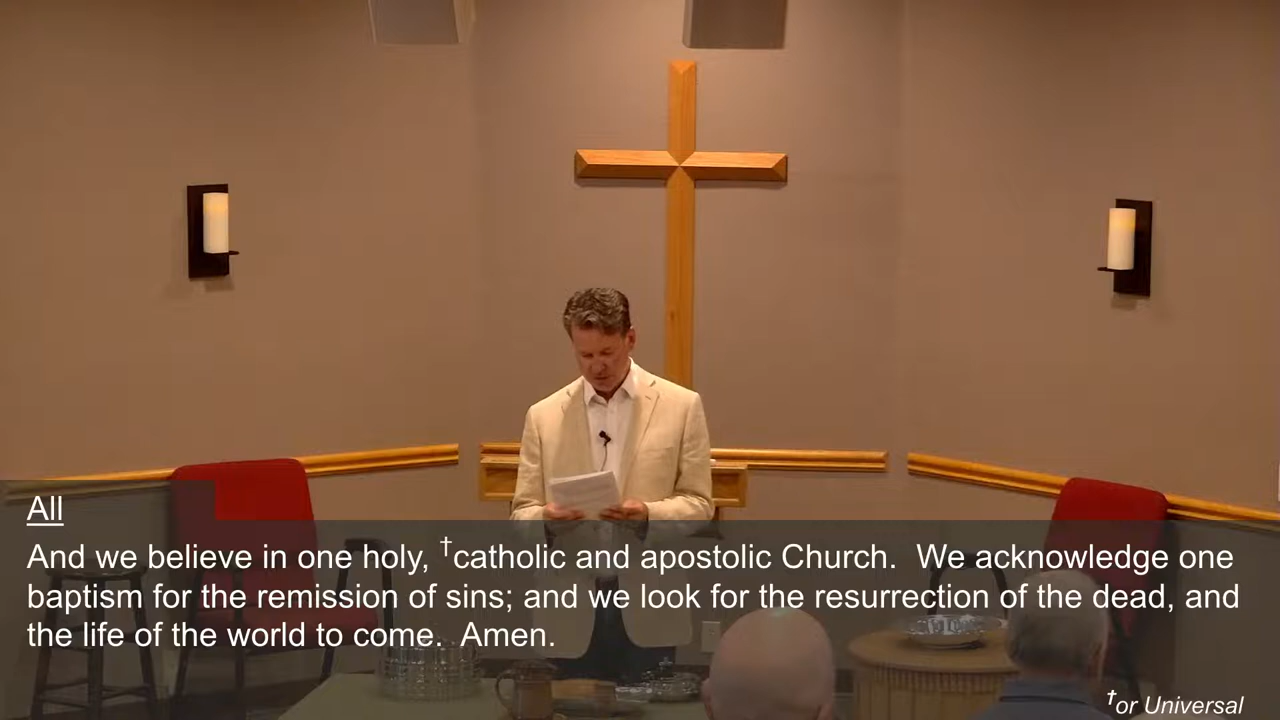 All
And we believe in one holy, †catholic and apostolic Church.  We acknowledge one
baptism for the remission of sins; and we look for the resurrection of the dead, and
the life of the world to come.  Amen.
†or Universal